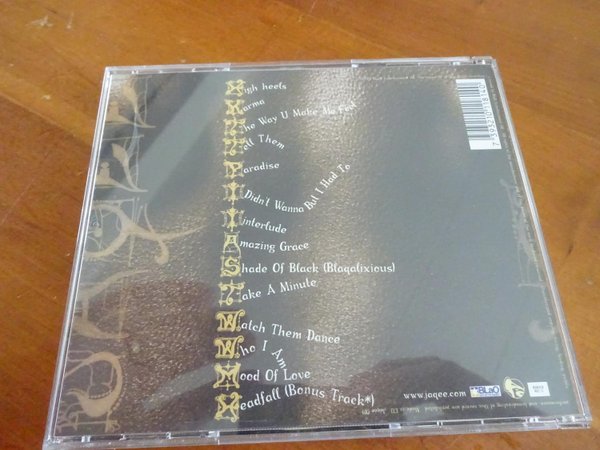 High heels
Karma
The Way U Make Me Feel
Tell Them
Paradise
I Didn't Wanna But I Had To
Interlude
Amazing Grace
Shade Of Black (Blaqalixious)
Take A Minute
Watch Them Dance
Who I Am
Mood Of Love
Headfall (Bonus Track*)
www.jaqee.com
BLaQ